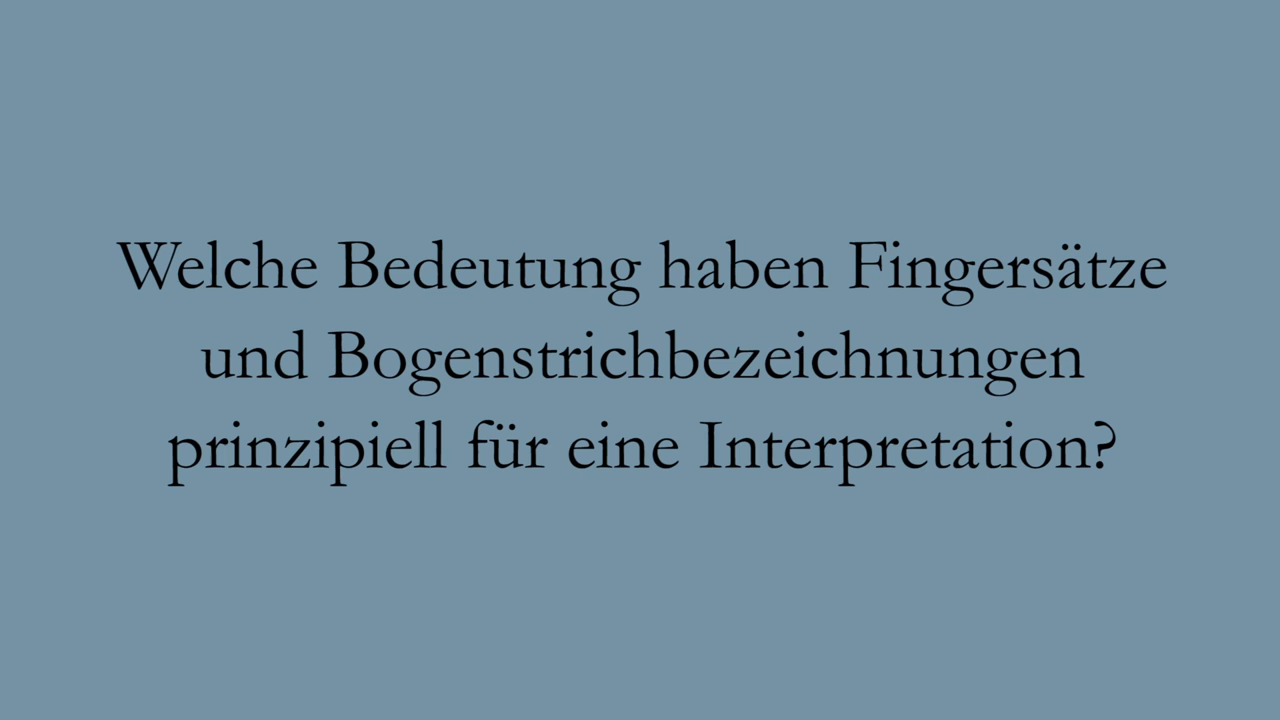 Welche Bedeutung haben Fingersätze
und Bogenstrichbezeichnungen
prinzipiell für eine Interpretation?